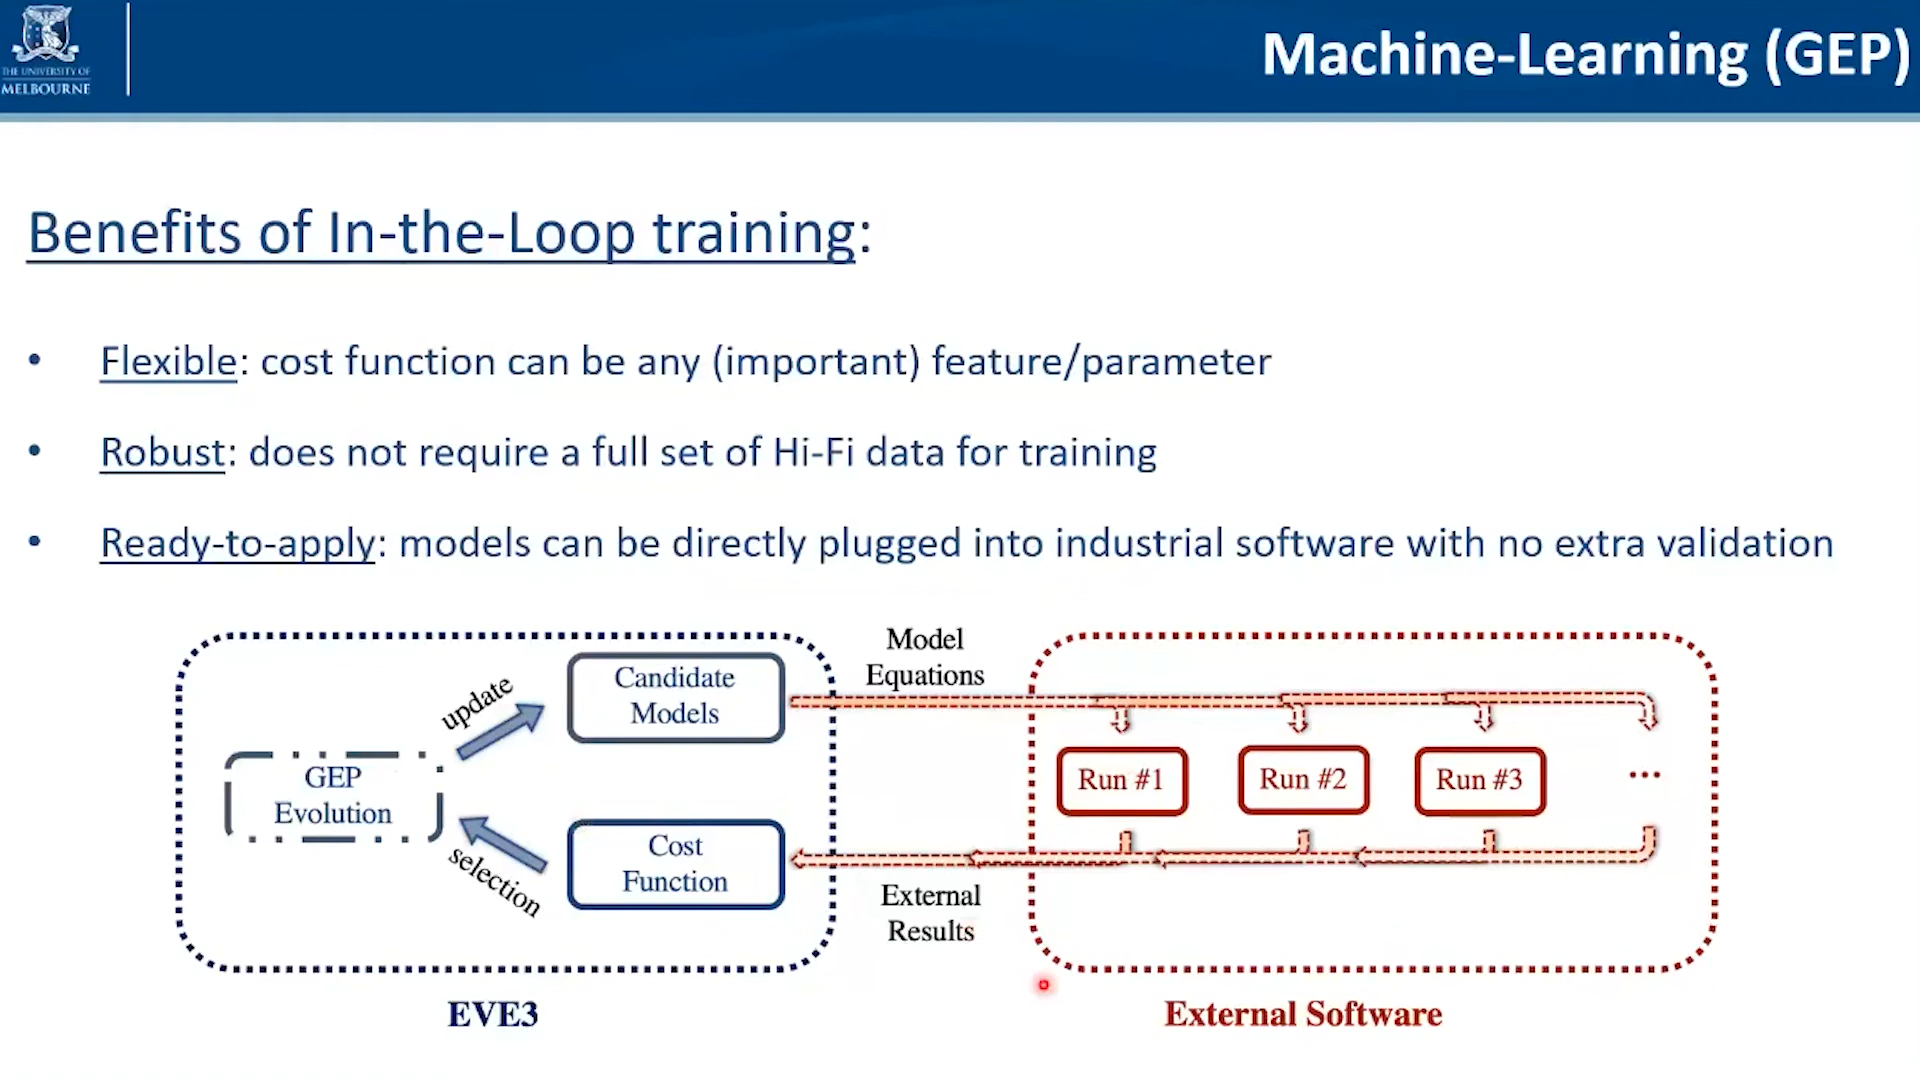 THE UNIVERSITY OF
MELBOURNE
Machine-Learning (GEP)
Benefits of In-the-Loop training:
• Flexible: cost function can be any (important) feature/parameter
• Robust: does not require a full set of Hi-Fi data for training
• Ready-to-apply: models can be directly plugged into industrial software with no extra validation
update
Candidate
Models
Model
Equations
GEP
Evolution
Run #1
Run #2
Run #3
...
selection
Cost
Function
External
Results
EVE3
External Software